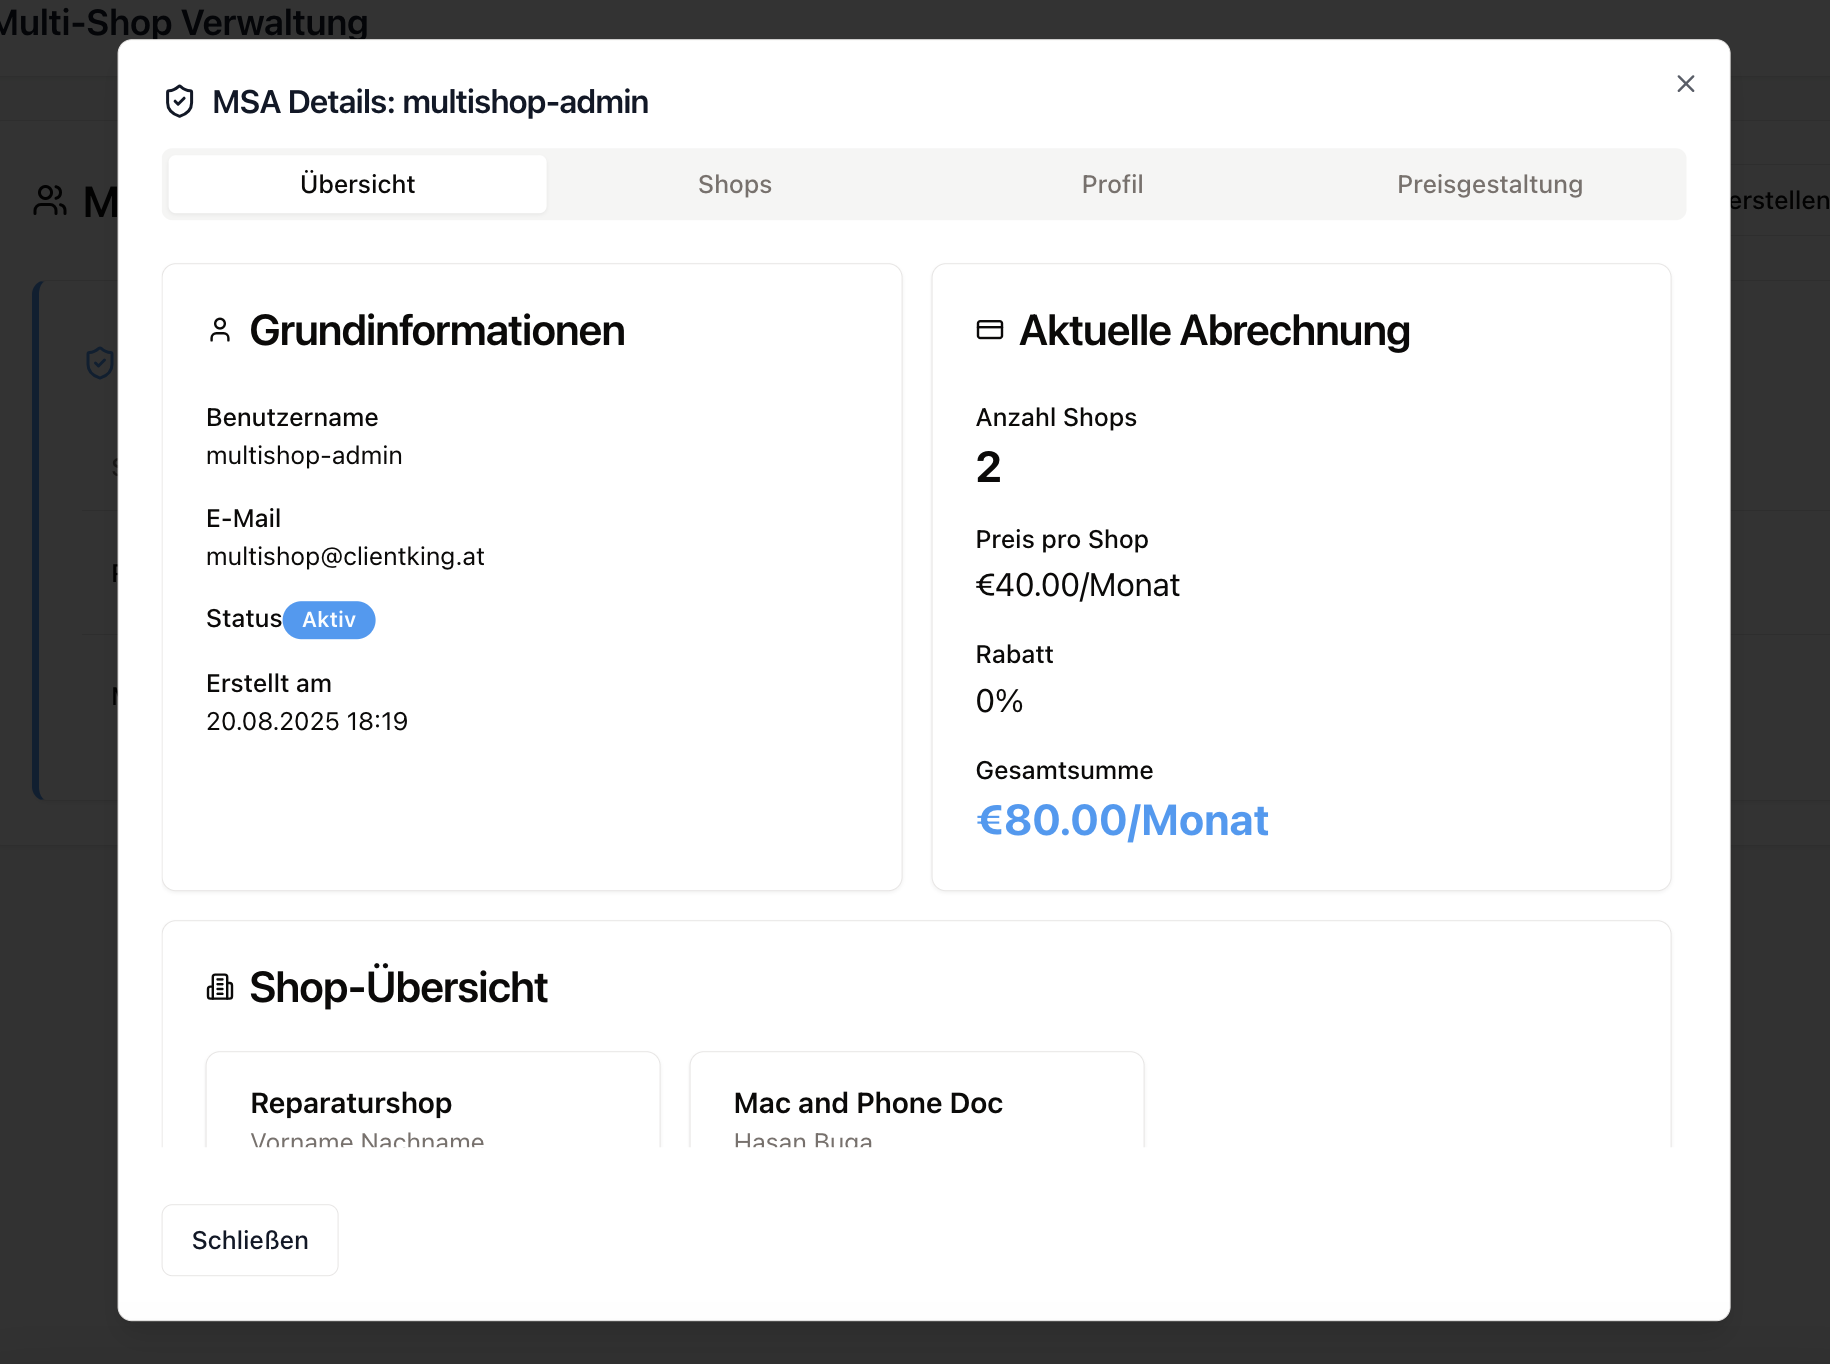 Multi-Shop Verwaltung
MSA Details: multishop-admin
Übersicht
Shops
Profil
Preisgestaltung
M
erstellen
Grundinformationen
Benutzername
multishop-admin
E-Mail
multishop@clientking.at
Status
Aktiv
Erstellt am
20.08.2025 18:19
Aktuelle Abrechnung
Anzahl Shops
2
Preis pro Shop
€40.00/Monat
Rabatt
0%
Gesamtsumme
€80.00/Monat
Shop-Übersicht
Reparaturshop
Vorname Nachname
Mac and Phone Doc
Hasan Buga
Schließen